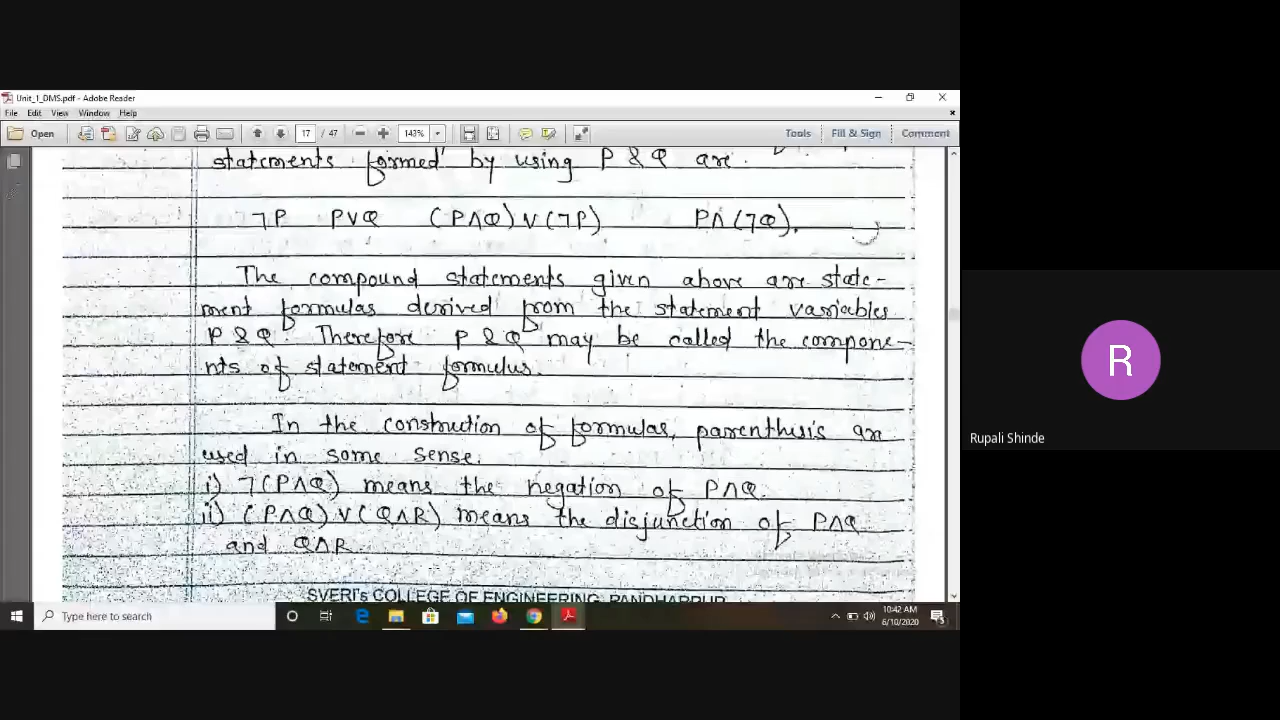 Unit_1_DMS.pdf - Adobe Reader
File Edit View Window Help
Open 17 / 47 143% Tools Fill & Sign Comment
statements formed by using P & Q are
¬P P∨Q (P∧Q)∨(¬P) P∧(¬Q).
The compound statements given above are state-
ment formulas derived from the statement variables
P & Q. Therefore P & Q may be called the compone-
nts of statement formulus.
In the construction of formulas, parenthesis are
used in some sense.
i) ¬(P∧Q) means the negation of P∧Q.
ii) (P∧Q)∨(Q∧R) means the disjunction of P∧Q
and Q∧R.
SVERI's COLLEGE OF ENGINEERING, PANDHARPUR
Type here to search
10:42 AM
6/10/2020
R
Rupali Shinde